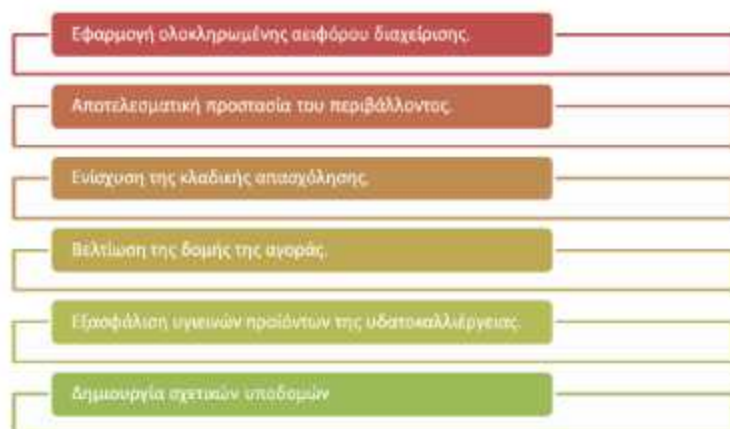 Εφαρμογή ολοκληρωμένης αειφόρου διαχείρισης.
Αποτελεσματική προστασία του περιβάλλοντος.
Ενίσχυση της κλαδικής απασχόλησης.
Βελτίωση της δομής της αγοράς.
Εξασφάλιση υγιεινών προϊόντων της υδατοκαλλιέργειας.
Δημιουργία σχετικών υποδομών